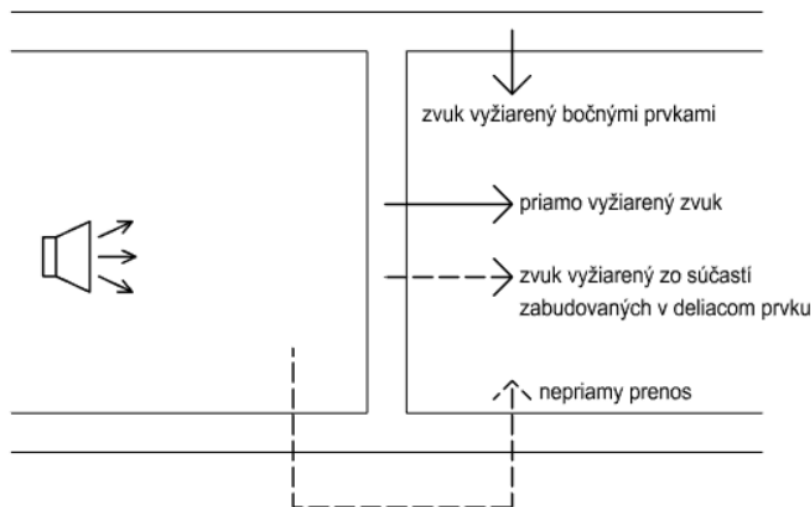 zvuk vyžiarený bočnými prvkami
priamo vyžiarený zvuk
zvuk vyžiarený zo súčastí
zabudovaných v deliacom prvku
nepriamy prenos